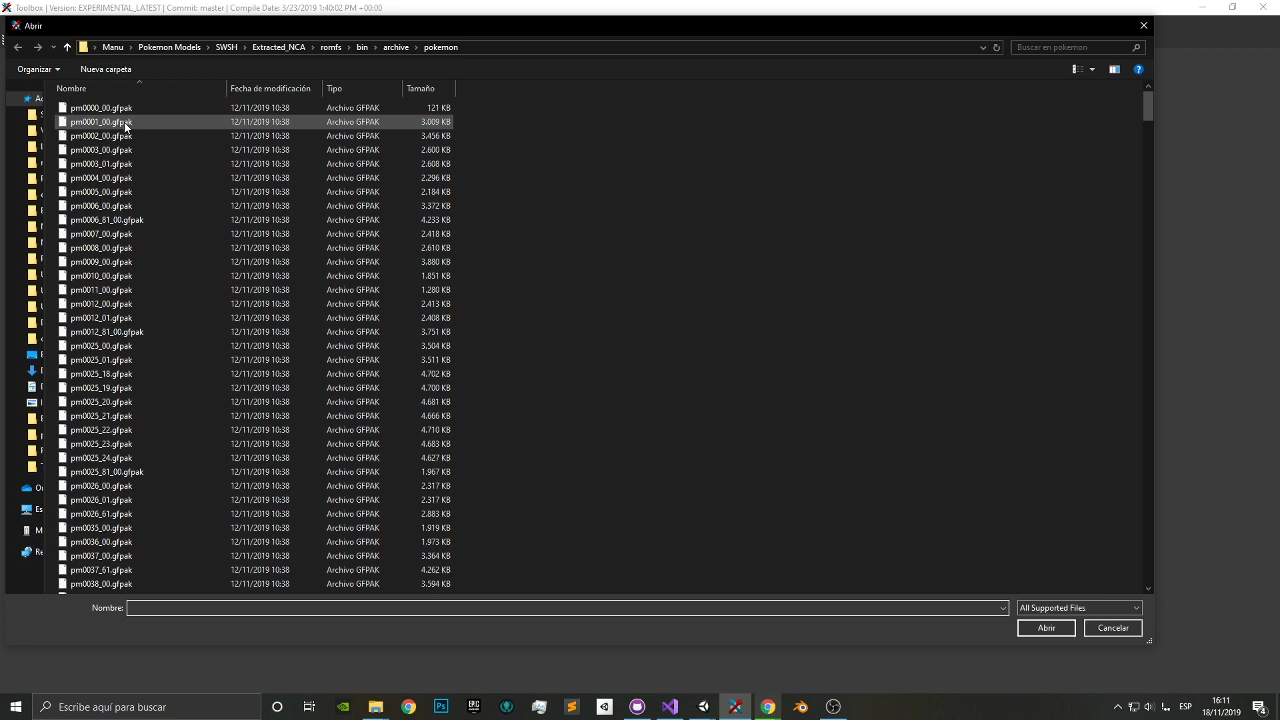 Toolbox | Version: EXPERIMENTAL_LATEST | Commit: master | Compile Date: 3/23/2019 1:40:02 PM +00:00
Abrir
Manu > Pokemon Models > SWSH > Extracted_NCA > romfs > bin > archive > pokemon
Buscar en pokemon
Organizar Nueva carpeta
Nombre Fecha de modificación Tipo Tamaño
pm0000_00.gfpak 12/11/2019 10:38 Archivo GFPAK 121 KB
pm0001_00.gfpak 12/11/2019 10:38 Archivo GFPAK 3.009 KB
pm0002_00.gfpak 12/11/2019 10:38 Archivo GFPAK 3.456 KB
pm0003_00.gfpak 12/11/2019 10:38 Archivo GFPAK 2.600 KB
pm0003_01.gfpak 12/11/2019 10:38 Archivo GFPAK 2.608 KB
pm0004_00.gfpak 12/11/2019 10:38 Archivo GFPAK 2.296 KB
pm0005_00.gfpak 12/11/2019 10:38 Archivo GFPAK 2.184 KB
pm0006_00.gfpak 12/11/2019 10:38 Archivo GFPAK 3.372 KB
pm0006_81_00.gfpak 12/11/2019 10:38 Archivo GFPAK 4.233 KB
pm0007_00.gfpak 12/11/2019 10:38 Archivo GFPAK 2.418 KB
pm0008_00.gfpak 12/11/2019 10:38 Archivo GFPAK 2.610 KB
pm0009_00.gfpak 12/11/2019 10:38 Archivo GFPAK 3.880 KB
pm0010_00.gfpak 12/11/2019 10:38 Archivo GFPAK 1.851 KB
pm0011_00.gfpak 12/11/2019 10:38 Archivo GFPAK 1.280 KB
pm0012_00.gfpak 12/11/2019 10:38 Archivo GFPAK 2.413 KB
pm0012_01.gfpak 12/11/2019 10:38 Archivo GFPAK 2.408 KB
pm0012_81_00.gfpak 12/11/2019 10:38 Archivo GFPAK 3.751 KB
pm0025_00.gfpak 12/11/2019 10:38 Archivo GFPAK 3.504 KB
pm0025_01.gfpak 12/11/2019 10:38 Archivo GFPAK 3.511 KB
pm0025_18.gfpak 12/11/2019 10:38 Archivo GFPAK 4.702 KB
pm0025_19.gfpak 12/11/2019 10:38 Archivo GFPAK 4.700 KB
pm0025_20.gfpak 12/11/2019 10:38 Archivo GFPAK 4.681 KB
pm0025_21.gfpak 12/11/2019 10:38 Archivo GFPAK 4.666 KB
pm0025_22.gfpak 12/11/2019 10:38 Archivo GFPAK 4.710 KB
pm0025_23.gfpak 12/11/2019 10:38 Archivo GFPAK 4.683 KB
pm0025_24.gfpak 12/11/2019 10:38 Archivo GFPAK 4.627 KB
pm0025_81_00.gfpak 12/11/2019 10:38 Archivo GFPAK 1.967 KB
pm0026_00.gfpak 12/11/2019 10:38 Archivo GFPAK 2.317 KB
pm0026_01.gfpak 12/11/2019 10:38 Archivo GFPAK 2.317 KB
pm0026_61.gfpak 12/11/2019 10:38 Archivo GFPAK 2.883 KB
pm0035_00.gfpak 12/11/2019 10:38 Archivo GFPAK 1.919 KB
pm0036_00.gfpak 12/11/2019 10:38 Archivo GFPAK 1.973 KB
pm0037_00.gfpak 12/11/2019 10:38 Archivo GFPAK 3.364 KB
pm0037_61.gfpak 12/11/2019 10:38 Archivo GFPAK 4.262 KB
pm0038_00.gfpak 12/11/2019 10:38 Archivo GFPAK 3.594 KB
Nombre:
All Supported Files
Abrir Cancelar
Escribe aquí para buscar
ESP
16:11
18/11/2019